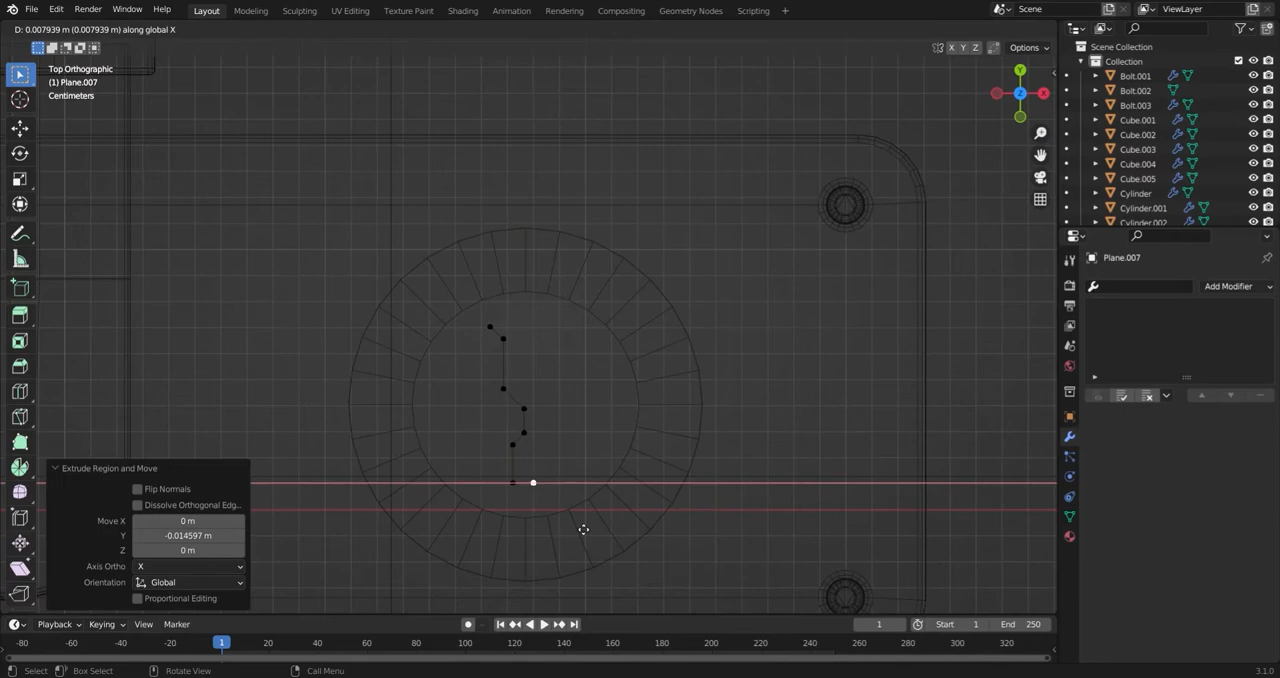 File Edit Render Window Help Layout Modeling Sculpting UV Editing Texture Paint Shading Animation Rendering Compositing Geometry Nodes Scripting Scene ViewLayer
D: 0.007939 m (0.007939 m) along global X
X Y Z Options
Top Orthographic
(1) Plane.007
Centimeters
Y
Z X
Scene Collection
Collection
Bolt.001
Bolt.002
Bolt.003
Cube.001
Cube.002
Cube.003
Cube.004
Cube.005
Cylinder
Cylinder.001
Cylinder.002
Plane.007
Add Modifier
Extrude Region and Move
Flip Normals
Dissolve Orthogonal Edg...
Move X 0 m
Y -0.014597 m
Z 0 m
Axis Ortho X
Orientation Global
Proportional Editing
Playback Keying View Marker 1 Start 1 End 250
-80 -60 -40 -20 1 20 40 60 80 100 120 140 160 180 200 220 240 260 280 300 320
Select Box Select Rotate View Call Menu 3.1.0